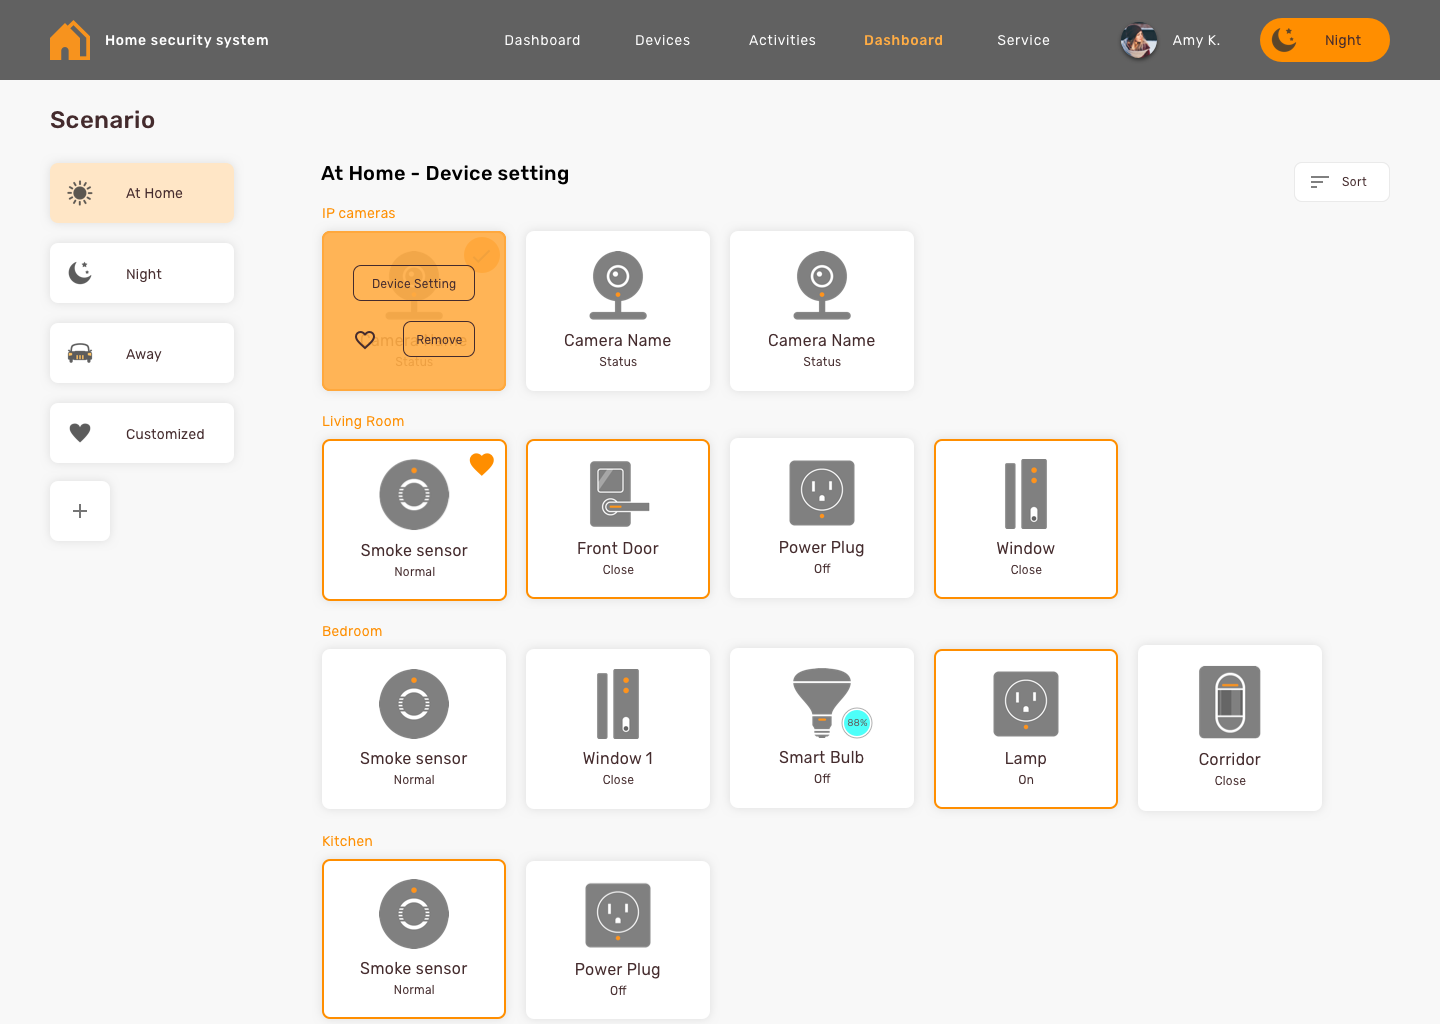 Home security system
Dashboard
Devices
Activities
Dashboard
Service
Amy K.
Night
Scenario
At Home
Night
Away
Customized
At Home - Device setting
Sort
IP cameras
Device Setting
Remove
Camera Name
Status
Camera Name
Status
Camera Name
Status
Living Room
Smoke sensor
Normal
Front Door
Close
Power Plug
Off
Window
Close
Bedroom
Smoke sensor
Normal
Window 1
Close
88%
Smart Bulb
Off
Lamp
On
Corridor
Close
Kitchen
Smoke sensor
Normal
Power Plug
Off